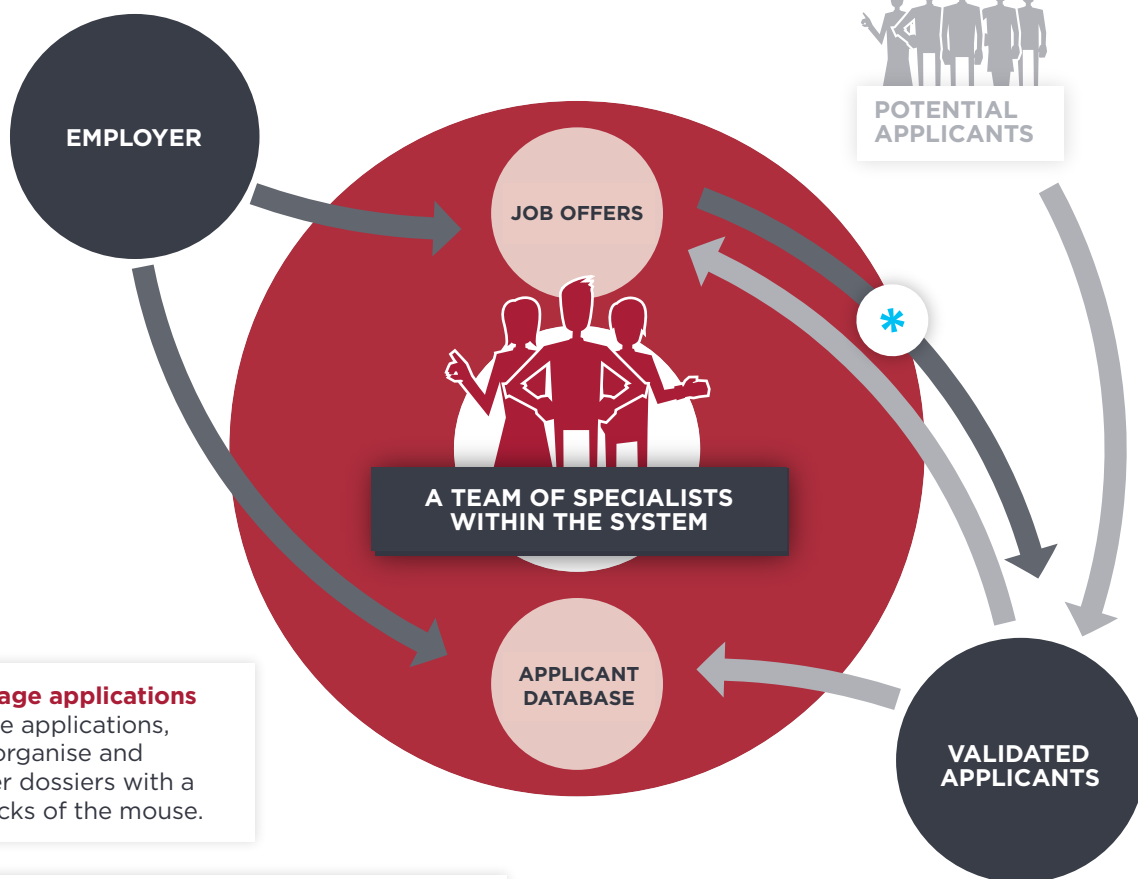 POTENTIAL
APPLICANTS
EMPLOYER
JOB OFFERS
*
A TEAM OF SPECIALISTS
WITHIN THE SYSTEM
APPLICANT
DATABASE
age applications
e applications,
organise and
er dossiers with a
cks of the mouse.
VALIDATED
APPLICANTS